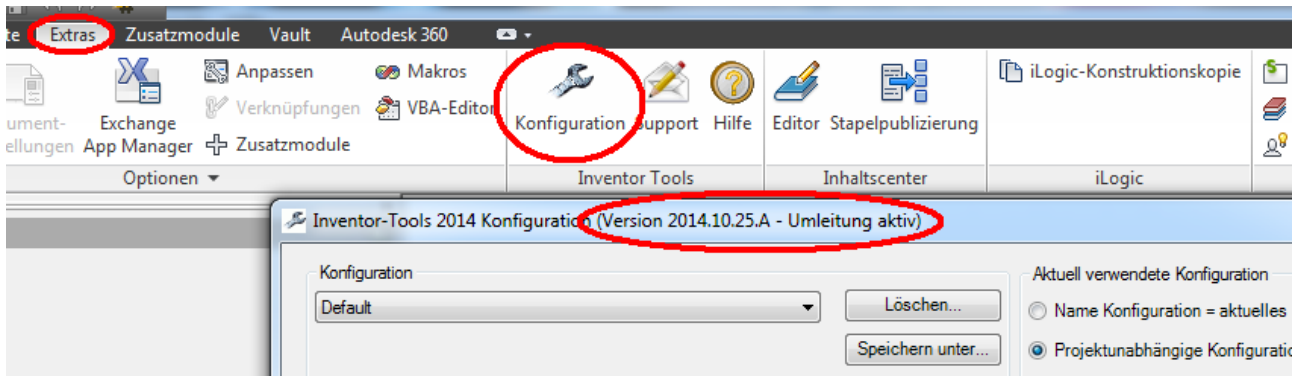 te Extras Zusatzmodule Vault Autodesk 360
Anpassen Makros iLogic-Konstruktionskopie
Verknüpfungen VBA-Editor
ument- Exchange Konfiguration Support Hilfe Editor Stapelpublizierung
ellungen App Manager Zusatzmodule
Optionen Inventor Tools Inhaltscenter iLogic
Inventor-Tools 2014 Konfiguration (Version 2014.10.25.A - Umleitung aktiv)
Konfiguration Aktuell verwendete Konfiguration
Default Löschen... Name Konfiguration = aktuelles
Speichern unter... Projektunabhängige Konfiguratio